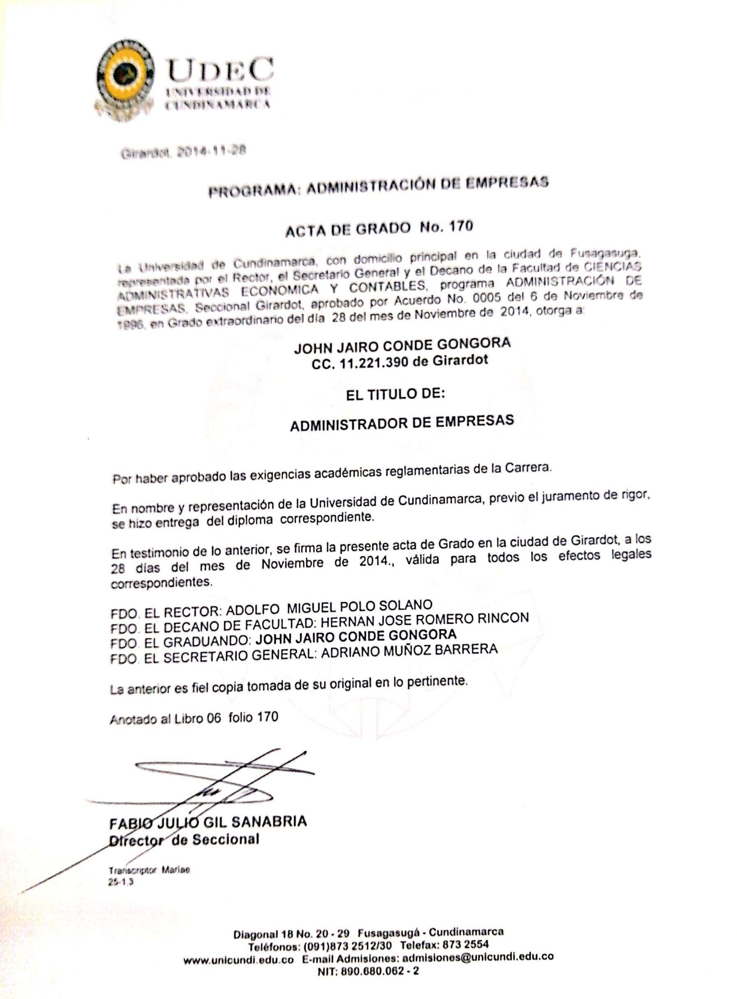 UDEC
UNIVERSIDAD DE
CUNDINAMARCA
Girardot, 2014-11-28
PROGRAMA: ADMINISTRACIÓN DE EMPRESAS
ACTA DE GRADO No. 170
La Universidad de Cundinamarca, con domicilio principal en la ciudad de Fusagasuga,
representada por el Rector, el Secretario General y el Decano de la Facultad de CIENCIAS
ADMINISTRATIVAS ECONOMICA Y CONTABLES, programa ADMINISTRACIÓN DE
EMPRESAS, Seccional Girardot, aprobado por Acuerdo No. 0005 del 6 de Noviembre de
1996, en Grado extraordinario del día 28 del mes de Noviembre de 2014, otorga a:
JOHN JAIRO CONDE GONGORA
CC. 11.221.390 de Girardot
EL TITULO DE:
ADMINISTRADOR DE EMPRESAS
Por haber aprobado las exigencias académicas reglamentarias de la Carrera.
En nombre y representación de la Universidad de Cundinamarca, previo el juramento de rigor,
se hizo entrega del diploma correspondiente.
En testimonio de lo anterior, se firma la presente acta de Grado en la ciudad de Girardot, a los
28 días del mes de Noviembre de 2014., válida para todos los efectos legales
correspondientes.
FDO. EL RECTOR: ADOLFO MIGUEL POLO SOLANO
FDO. EL DECANO DE FACULTAD: HERNAN JOSE ROMERO RINCON
FDO. EL GRADUANDO: JOHN JAIRO CONDE GONGORA
FDO. EL SECRETARIO GENERAL: ADRIANO MUÑOZ BARRERA
La anterior es fiel copia tomada de su original en lo pertinente.
Anotado al Libro 06 folio 170
FABIO JULIO GIL SANABRIA
Director de Seccional
Transcriptor Mariae
25-1,3
Diagonal 18 No. 20 - 29 Fusagasugá - Cundinamarca
Teléfonos: (091)873 2512/30 Telefax: 873 2554
www.unicundi.edu.co E-mail Admisiones: admisiones@unicundi.edu.co
NIT: 890.680.062 - 2